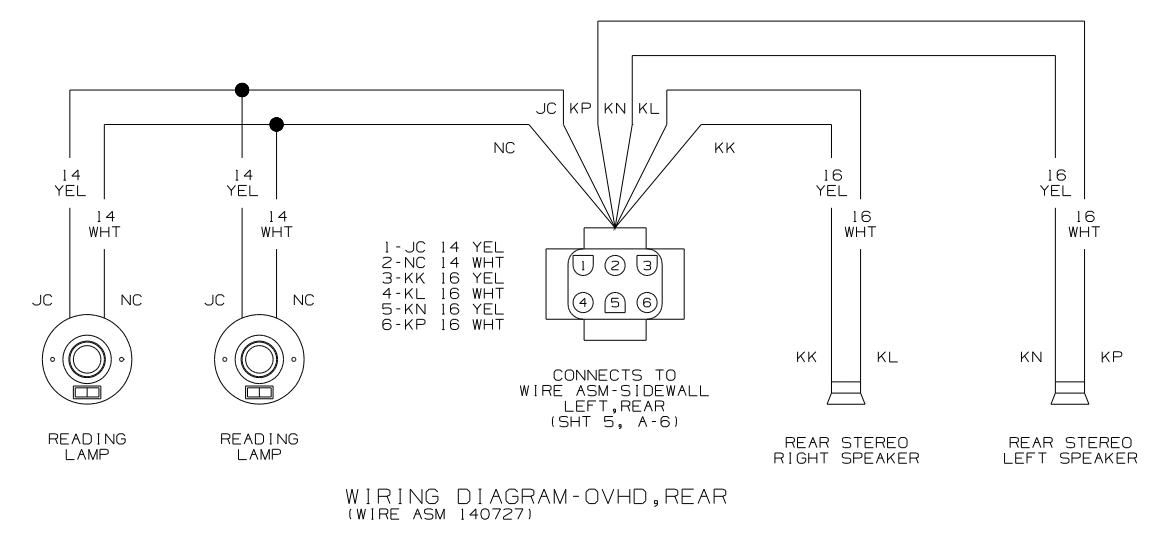 JC KP KN KL
NC KK
14 YEL
14 WHT
14 YEL
14 WHT
16 YEL
16 WHT
16 YEL
16 WHT
1-JC 14 YEL
2-NC 14 WHT
3-KK 16 YEL
4-KL 16 WHT
5-KN 16 YEL
6-KP 16 WHT
1 2 3
4 5 6
JC NC
JC NC
KK KL
KN KP
CONNECTS TO
WIRE ASM-SIDEWALL
LEFT,REAR
(SHT 5, A-6)
READING
LAMP
READING
LAMP
REAR STEREO
RIGHT SPEAKER
REAR STEREO
LEFT SPEAKER
WIRING DIAGRAM-OVHD,REAR
(WIRE ASM 140727)